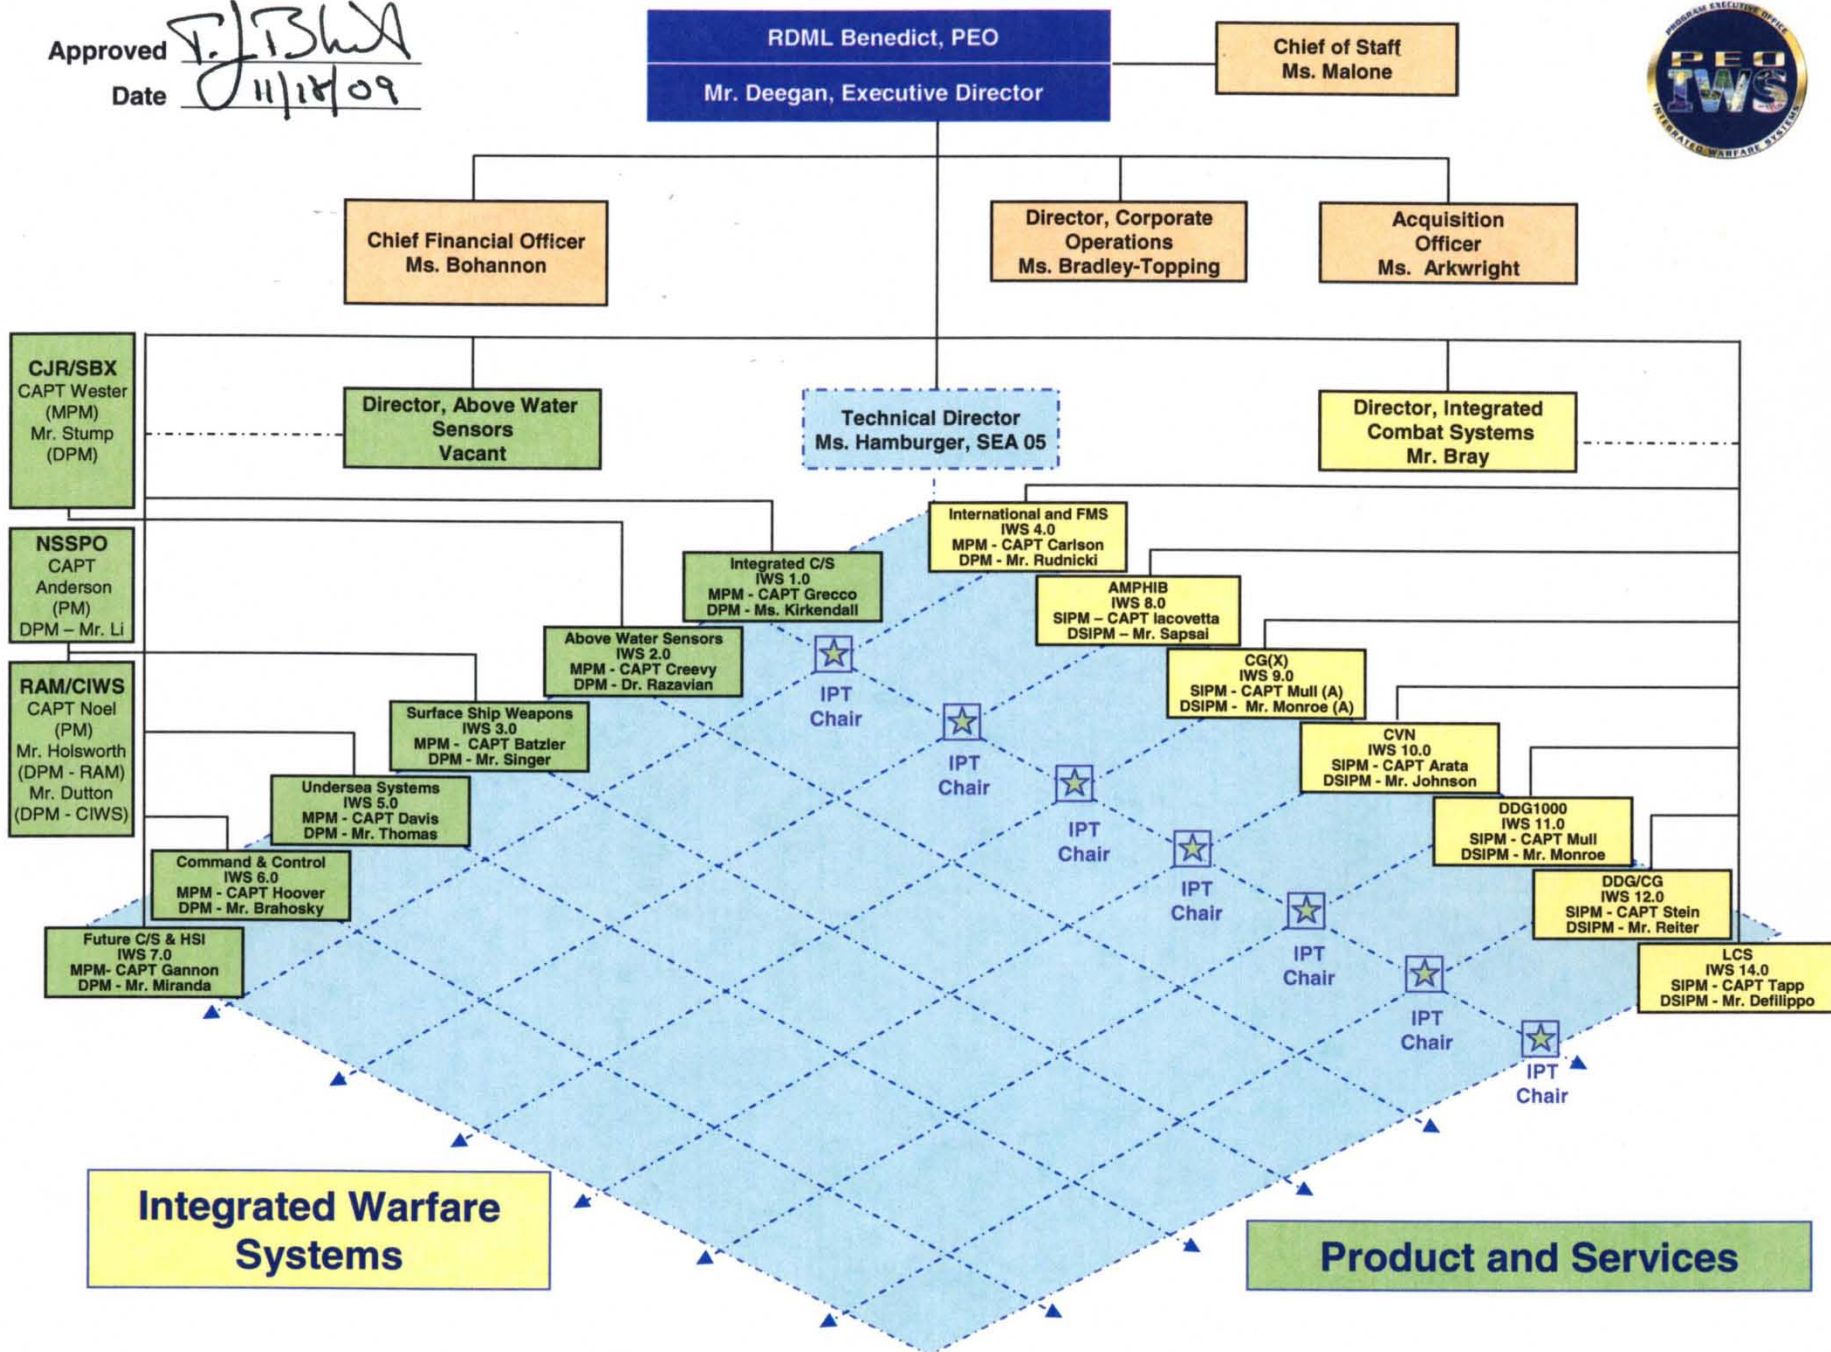 Approved
Date 11/18/09
RDML Benedict, PEO
Mr. Deegan, Executive Director
Chief of Staff
Ms. Malone
PROGRAM EXECUTIVE OFFICE
PEO
IWS
INTEGRATED WARFARE SYSTEMS
Chief Financial Officer
Ms. Bohannon
Director, Corporate
Operations
Ms. Bradley-Topping
Acquisition
Officer
Ms. Arkwright
CJR/SBX
CAPT Wester
(MPM)
Mr. Stump
(DPM)
Director, Above Water
Sensors
Vacant
Technical Director
Ms. Hamburger, SEA 05
Director, Integrated
Combat Systems
Mr. Bray
NSSPO
CAPT
Anderson
(PM)
DPM – Mr. Li
RAM/CIWS
CAPT Noel
(PM)
Mr. Holsworth
(DPM - RAM)
Mr. Dutton
(DPM - CIWS)
Integrated C/S
IWS 1.0
MPM - CAPT Grecco
DPM - Ms. Kirkendall
Above Water Sensors
IWS 2.0
MPM - CAPT Creevy
DPM - Dr. Razavian
Surface Ship Weapons
IWS 3.0
MPM - CAPT Batzler
DPM - Mr. Singer
Undersea Systems
IWS 5.0
MPM - CAPT Davis
DPM - Mr. Thomas
Command & Control
IWS 6.0
MPM - CAPT Hoover
DPM - Mr. Brahosky
Future C/S & HSI
IWS 7.0
MPM- CAPT Gannon
DPM - Mr. Miranda
International and FMS
IWS 4.0
MPM - CAPT Carlson
DPM - Mr. Rudnicki
AMPHIB
IWS 8.0
SIPM – CAPT Iacovetta
DSIPM – Mr. Sapsai
CG(X)
IWS 9.0
SIPM - CAPT Mull (A)
DSIPM - Mr. Monroe (A)
CVN
IWS 10.0
SIPM - CAPT Arata
DSIPM - Mr. Johnson
DDG1000
IWS 11.0
SIPM - CAPT Mull
DSIPM - Mr. Monroe
DDG/CG
IWS 12.0
SIPM - CAPT Stein
DSIPM - Mr. Reiter
LCS
IWS 14.0
SIPM - CAPT Tapp
DSIPM - Mr. Defilippo
IPT
Chair
IPT
Chair
IPT
Chair
IPT
Chair
IPT
Chair
IPT
Chair
IPT
Chair
Integrated Warfare
Systems
Product and Services